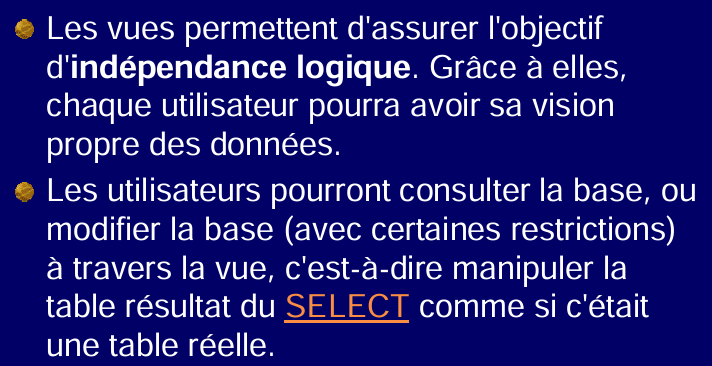 Les vues permettent d'assurer l'objectif
d'indépendance logique. Grâce à elles,
chaque utilisateur pourra avoir sa vision
propre des données.
Les utilisateurs pourront consulter la base, ou
modifier la base (avec certaines restrictions)
à travers la vue, c'est-à-dire manipuler la
table résultat du SELECT comme si c'était
une table réelle.